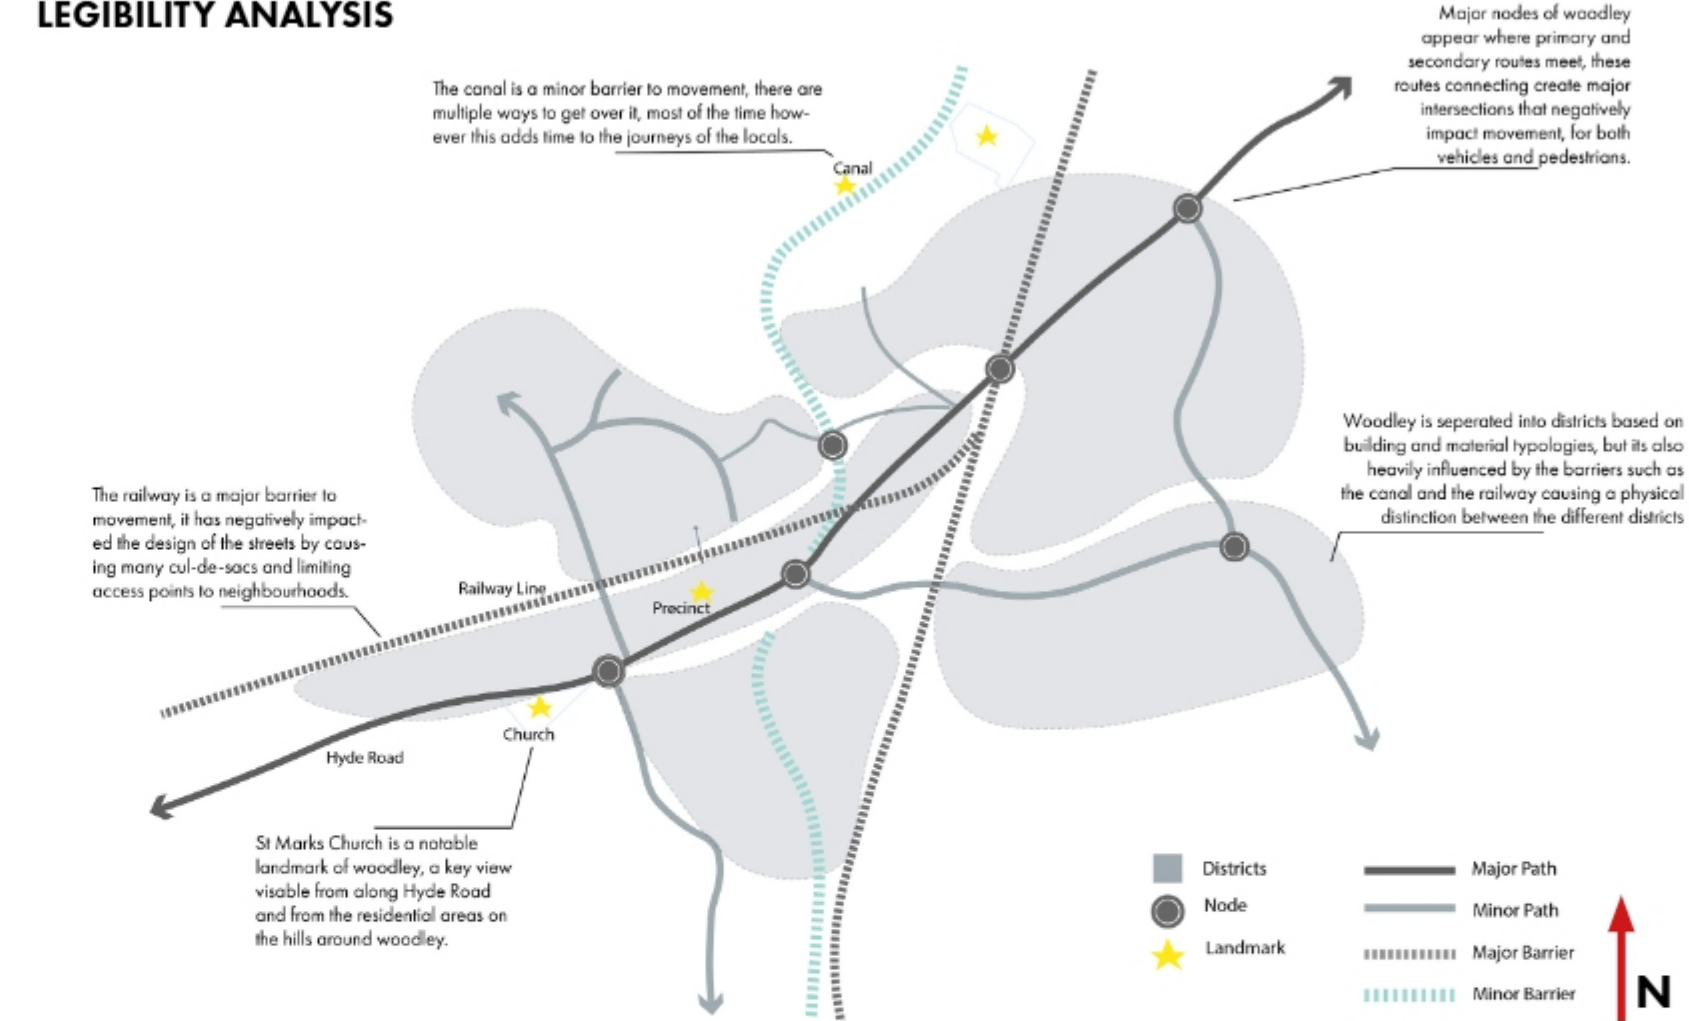 LEGIBILITY ANALYSIS
The canal is a minor barrier to movement, there are
multiple ways to get over it, most of the time how-
ever this adds time to the journeys of the locals.
Major nodes of woodley
appear where primary and
secondary routes meet, these
routes connecting create major
intersections that negatively
impact movement, for both
vehicles and pedestrians.
Canal
Woodley is seperated into districts based on
building and material typologies, but its also
heavily influenced by the barriers such as
the canal and the railway causing a physical
distinction between the different districts
The railway is a major barrier to
movement, it has negatively impact-
ed the design of the streets by caus-
ing many cul-de-sacs and limiting
access points to neighbourhoods.
Railway Line
Precinct
Church
Hyde Road
St Marks Church is a notable
landmark of woodley, a key view
visable from along Hyde Road
and from the residential areas on
the hills around woodley.
Districts
Node
Landmark
Major Path
Minor Path
Major Barrier
Minor Barrier
N